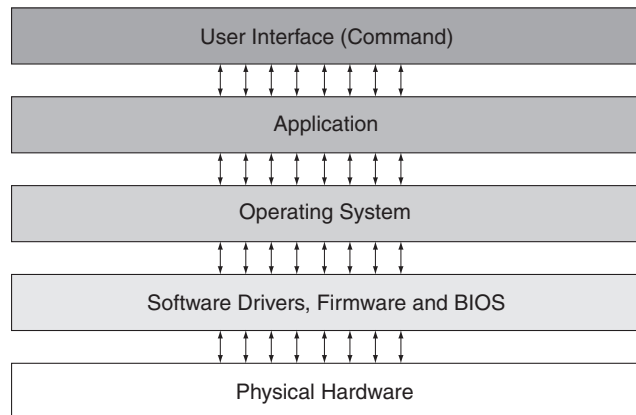 User Interface (Command)
Application
Operating System
Software Drivers, Firmware and BIOS
Physical Hardware